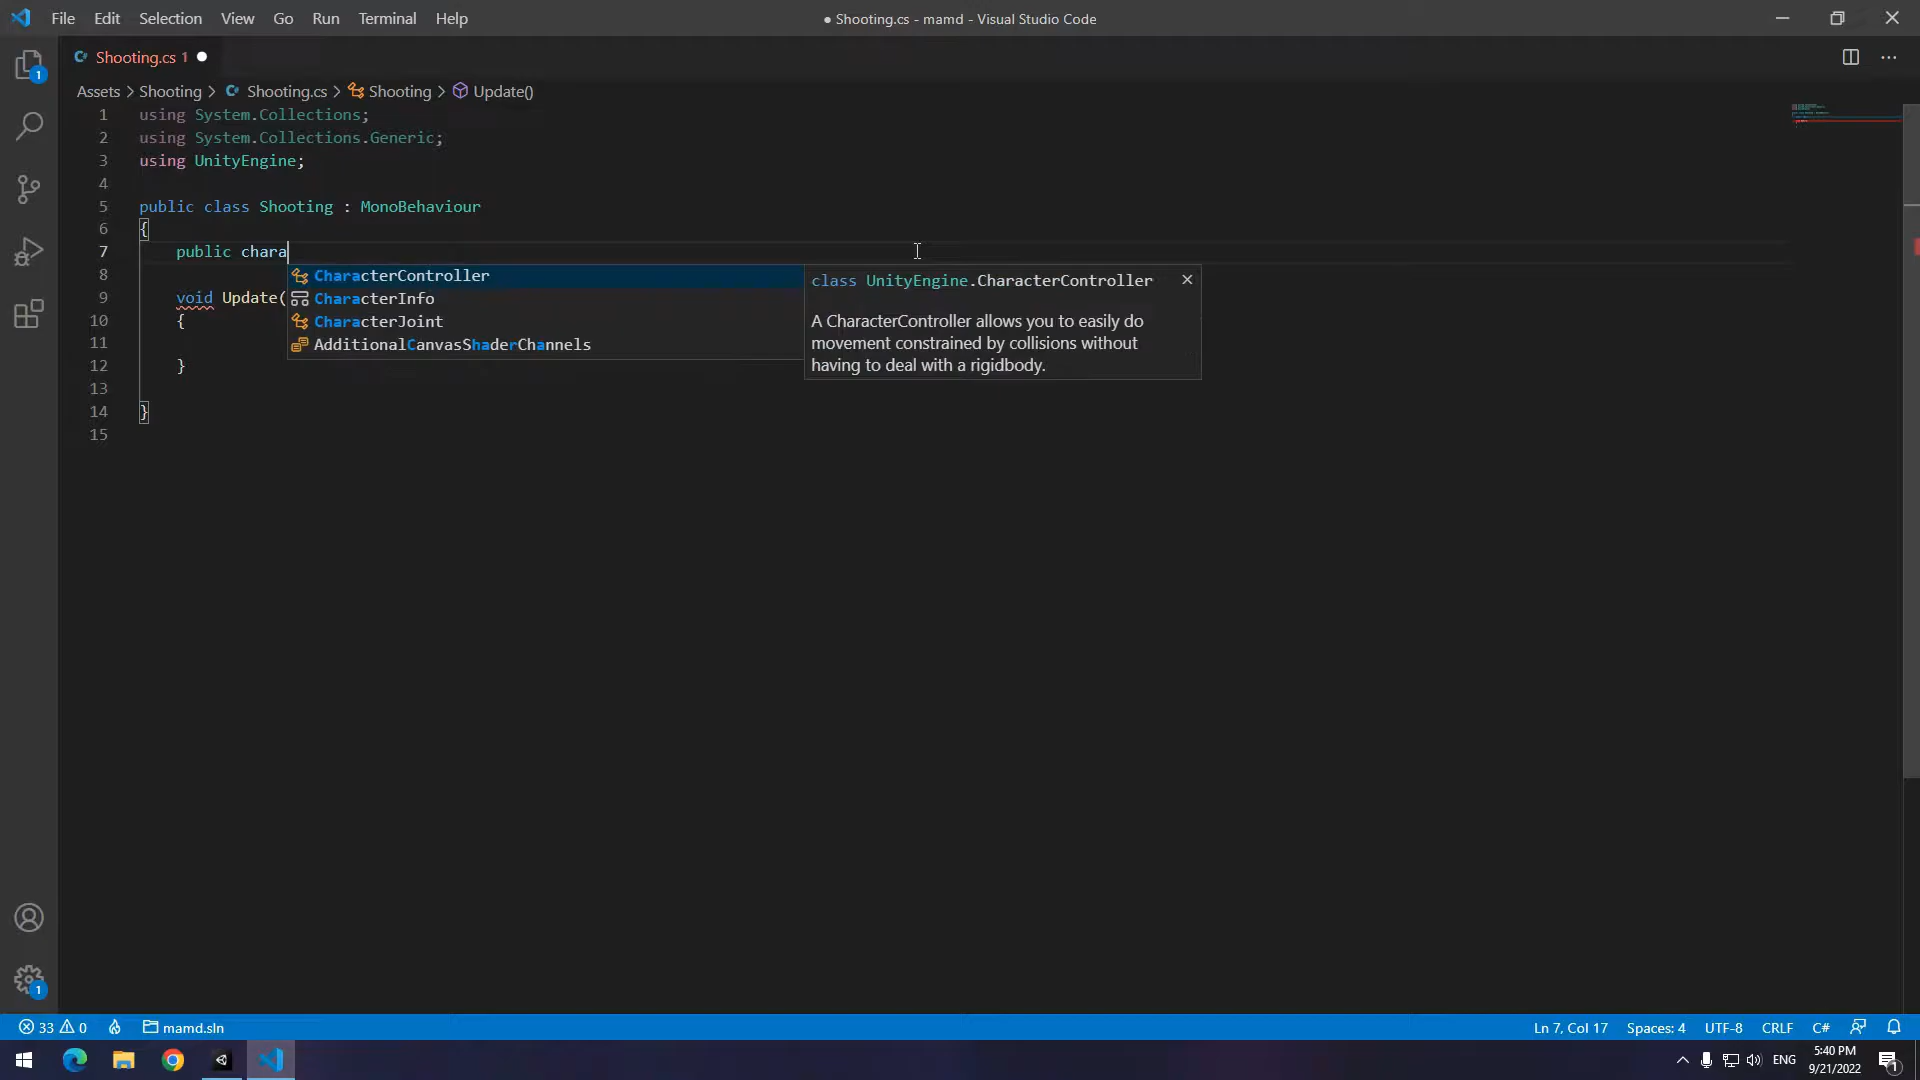 File Edit Selection View Go Run Terminal Help
● Shooting.cs - mamd - Visual Studio Code
Shooting.cs 1
Assets > Shooting > Shooting.cs > Shooting > Update()
1 using System.Collections;
2 using System.Collections.Generic;
3 using UnityEngine;
4
5 public class Shooting : MonoBehaviour
6 {
7 public chara
8
9 void Update(
10 {
11
12 }
13
14 }
15
CharacterController
CharacterInfo
CharacterJoint
AdditionalCanvasShaderChannels
class UnityEngine.CharacterController
A CharacterController allows you to easily do
movement constrained by collisions without
having to deal with a rigidbody.
1
1
33 0 mamd.sln
Ln 7, Col 17 Spaces: 4 UTF-8 CRLF C#
ENG
5:40 PM
9/21/2022
1